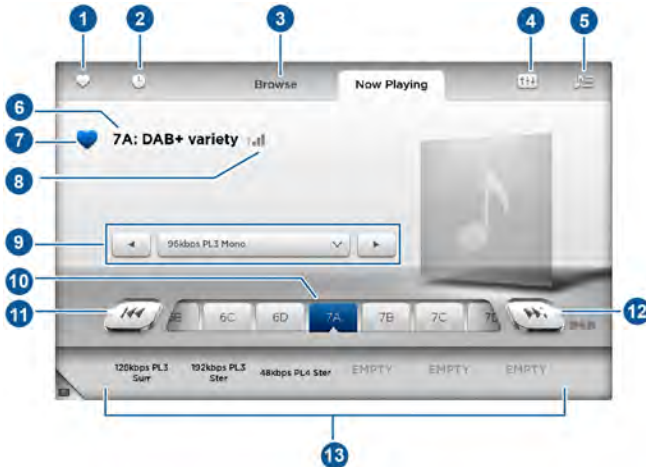 1 2 3 4 5
Browse Now Playing
6
7 7A: DAB+ variety
8
9 96kbps PL3 Mono
10
11 6C 6D 7A 7B 7C 12
128kbps PL3 Surr 192kbps PL3 Ster 48kbps PL4 Ster EMPTY EMPTY EMPTY
13